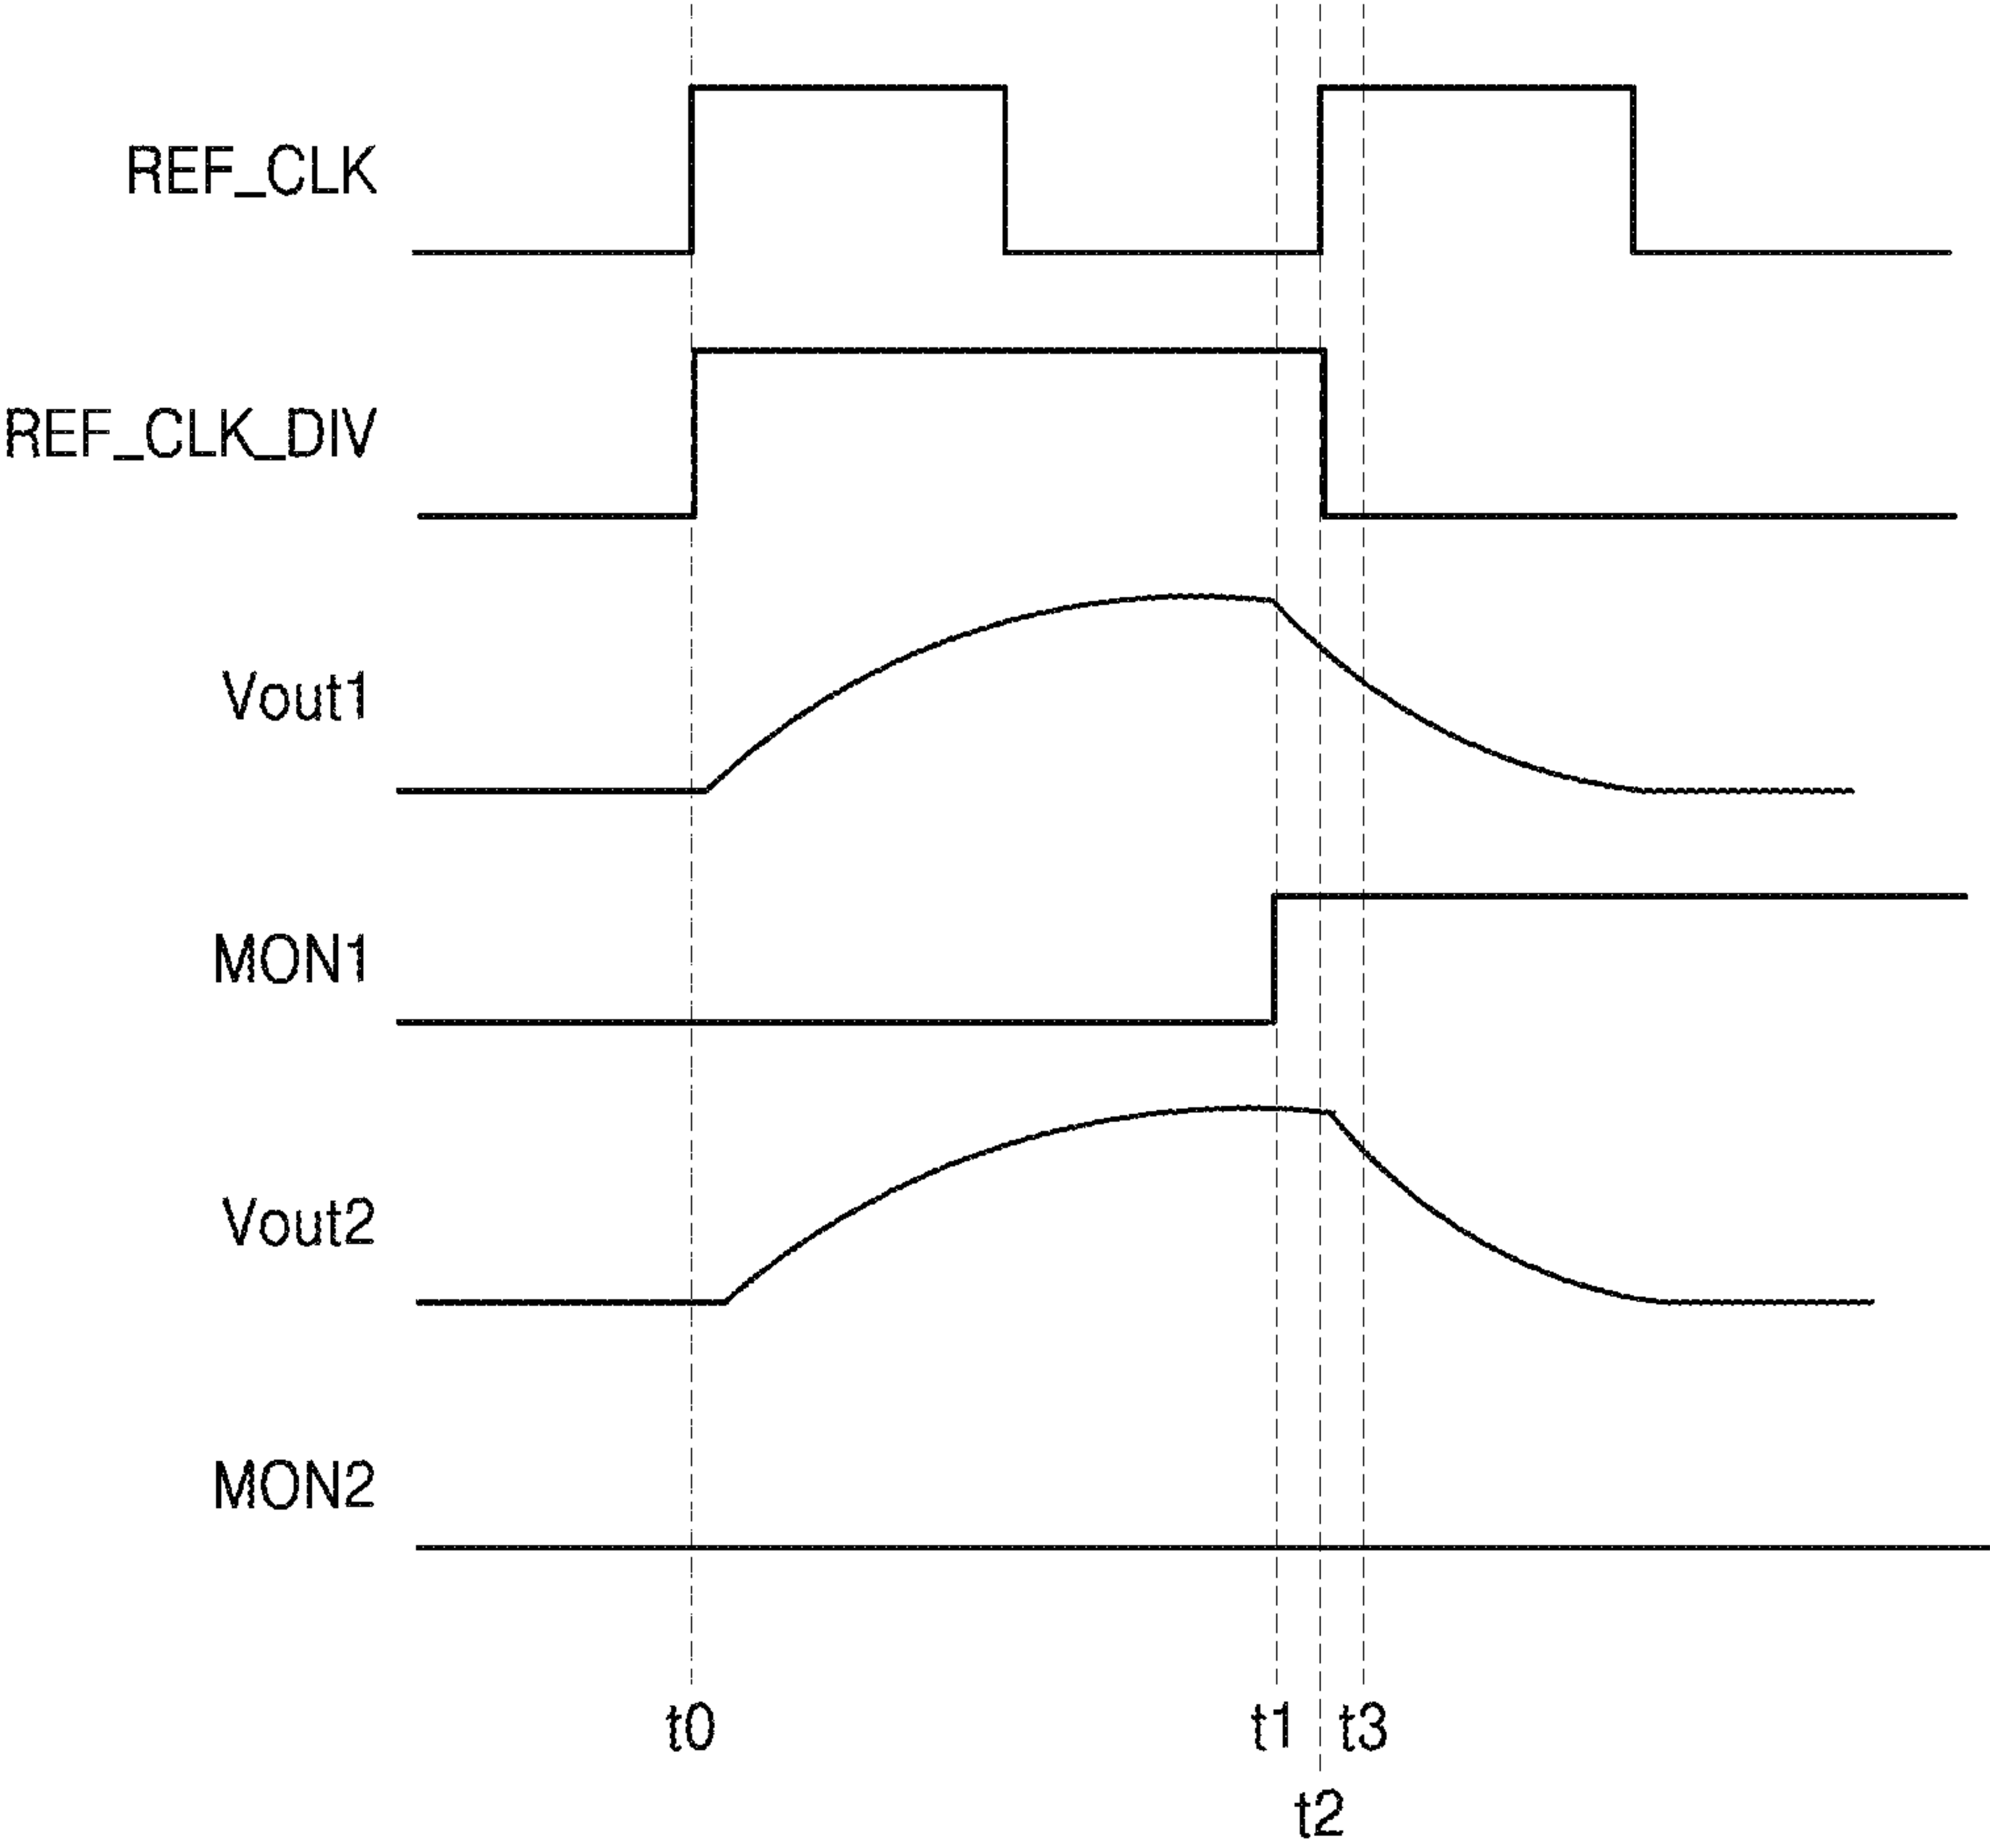 REF_CLK
REF_CLK_DIV
Vout1
MON1
Vout2
MON2
t0
t1
t3
t2